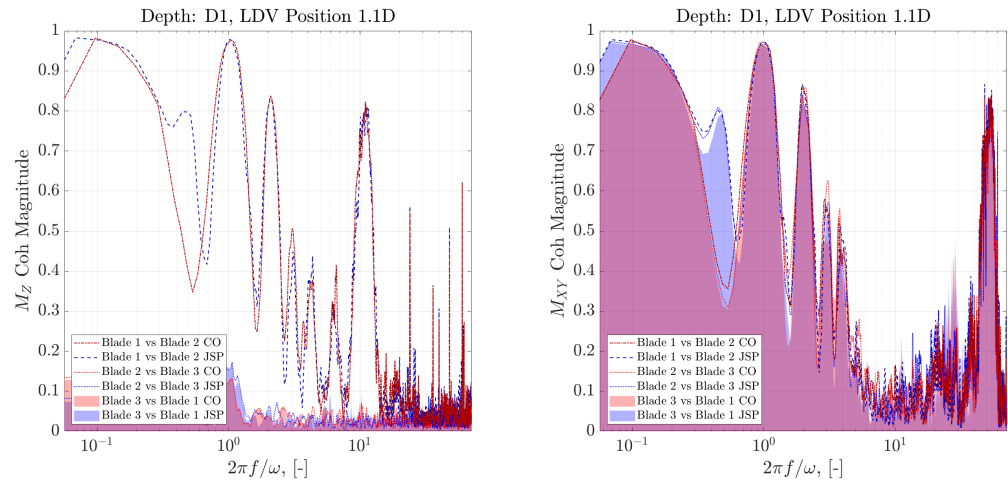 Depth: D1, LDV Position 1.1D
M_Z Coh Magnitude
1
0.9
0.8
0.7
0.6
0.5
0.4
0.3
0.2
0.1
0
Blade 1 vs Blade 2 CO
Blade 1 vs Blade 2 JSP
Blade 2 vs Blade 3 CO
Blade 2 vs Blade 3 JSP
Blade 3 vs Blade 1 CO
Blade 3 vs Blade 1 JSP
10^{-1}
10^0
10^1
2πf/ω, [-]
Depth: D1, LDV Position 1.1D
M_{XY} Coh Magnitude
1
0.9
0.8
0.7
0.6
0.5
0.4
0.3
0.2
0.1
0
Blade 1 vs Blade 2 CO
Blade 1 vs Blade 2 JSP
Blade 2 vs Blade 3 CO
Blade 2 vs Blade 3 JSP
Blade 3 vs Blade 1 CO
Blade 3 vs Blade 1 JSP
10^{-1}
10^0
10^1
2πf/ω, [-]